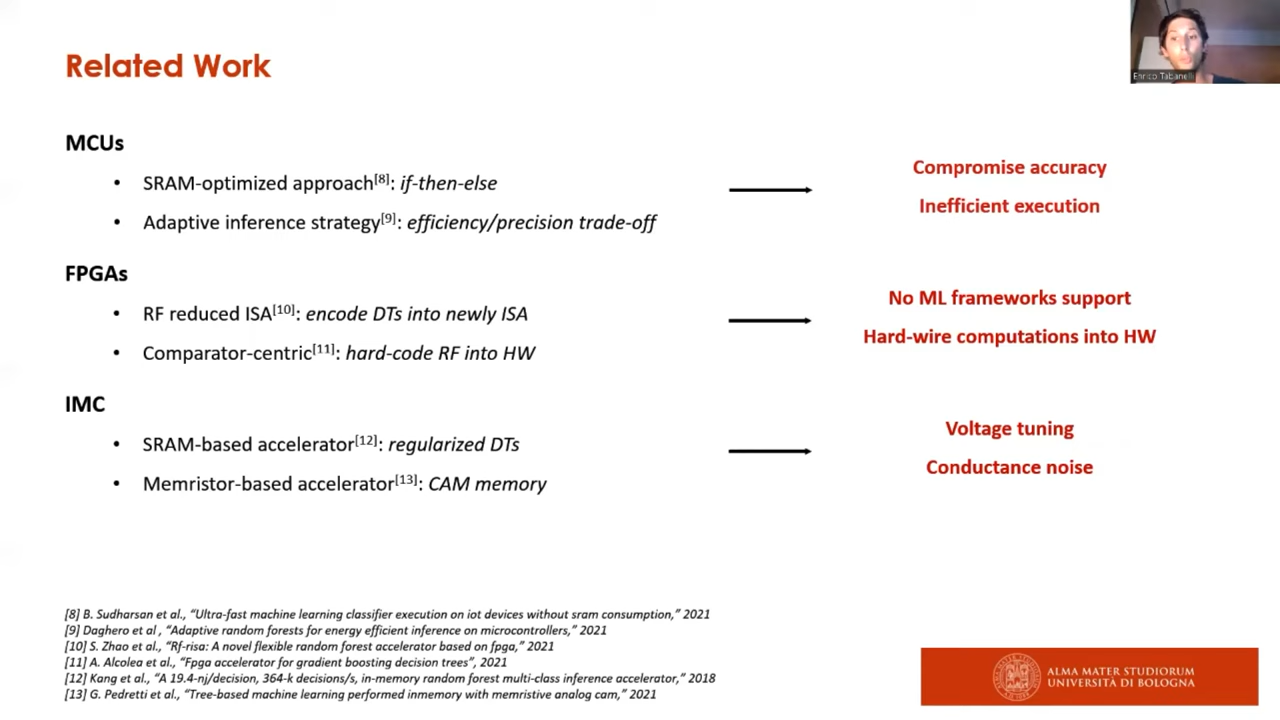 Related Work
Enrico Tabanelli
MCUs
• SRAM-optimized approach[8]: if-then-else
• Adaptive inference strategy[9]: efficiency/precision trade-off
Compromise accuracy
Inefficient execution
FPGAs
• RF reduced ISA[10]: encode DTs into newly ISA
• Comparator-centric[11]: hard-code RF into HW
No ML frameworks support
Hard-wire computations into HW
IMC
• SRAM-based accelerator[12]: regularized DTs
• Memristor-based accelerator[13]: CAM memory
Voltage tuning
Conductance noise
[8] B. Sudharsan et al., “Ultra-fast machine learning classifier execution on iot devices without sram consumption,” 2021
[9] Daghero et al , “Adaptive random forests for energy efficient inference on microcontrollers,” 2021
[10] S. Zhao et al., “Rf-risa: A novel flexible random forest accelerator based on fpga,” 2021
[11] A. Alcolea et al., “Fpga accelerator for gradient boosting decision trees”, 2021
[12] Kang et al., “A 19.4-nj/decision, 364-k decisions/s, in-memory random forest multi-class inference accelerator,” 2018
[13] G. Pedretti et al., “Tree-based machine learning performed inmemory with memristive analog cam,” 2021
ALMA MATER STUDIORUM
UNIVERSITÀ DI BOLOGNA